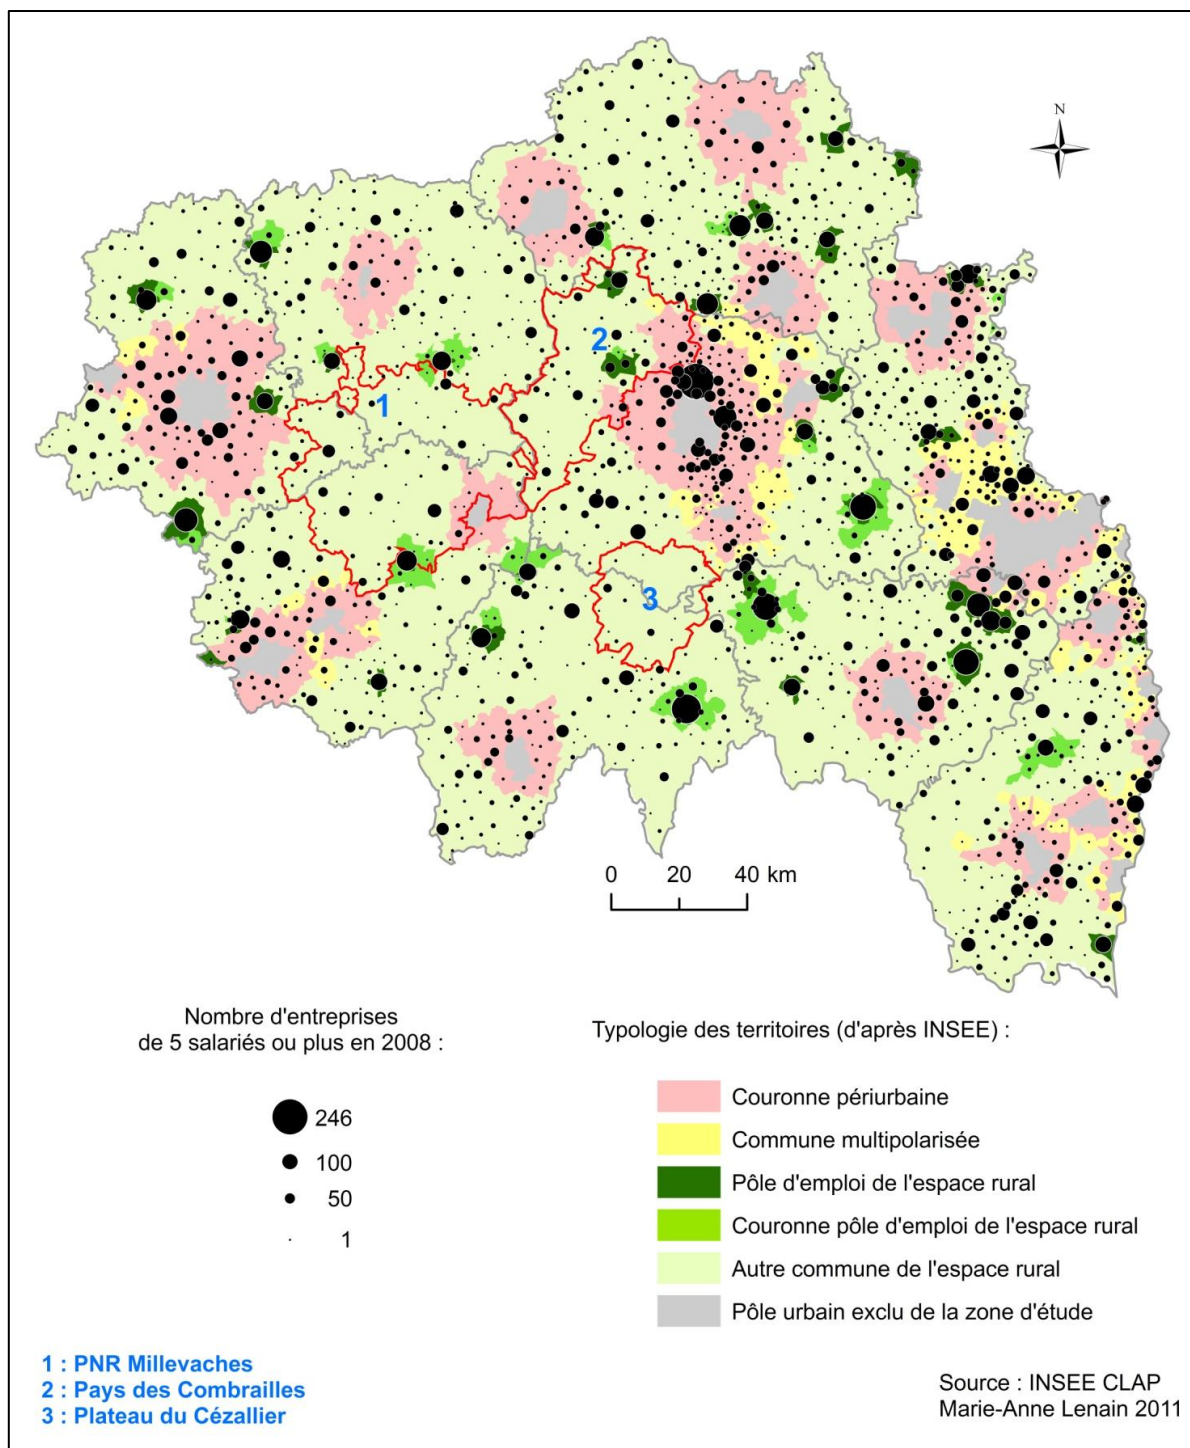 N
1
2
3
0 20 40 km
Nombre d'entreprises
de 5 salariés ou plus en 2008 :
246
100
50
1
Typologie des territoires (d'après INSEE) :
Couronne périurbaine
Commune multipolarisée
Pôle d'emploi de l'espace rural
Couronne pôle d'emploi de l'espace rural
Autre commune de l'espace rural
Pôle urbain exclu de la zone d'étude
1 : PNR Millevaches
2 : Pays des Combrailles
3 : Plateau du Cézallier
Source : INSEE CLAP
Marie-Anne Lenain 2011